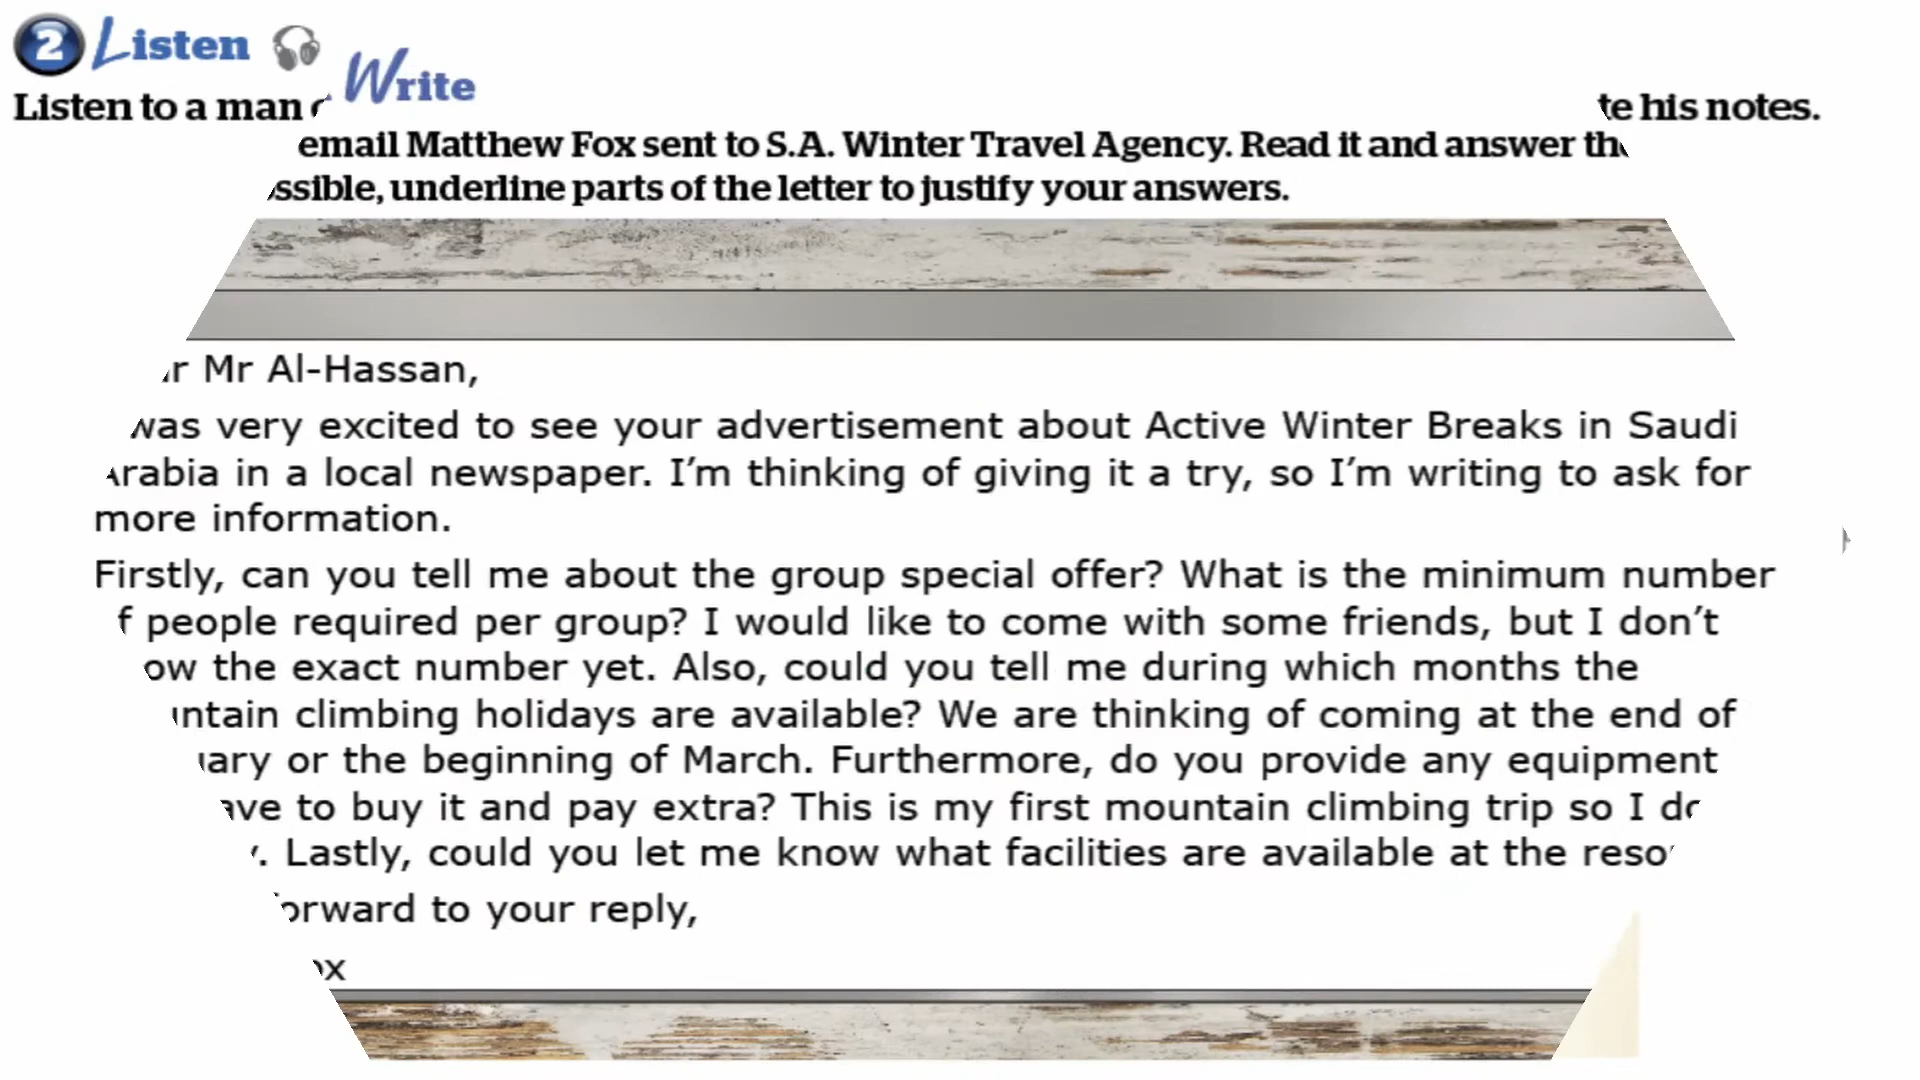 2 Listen
Write
Listen to a man
his notes.
email Matthew Fox sent to S.A. Winter Travel Agency. Read it and answer
underline parts of the letter to justify your answers.
Mr Al-Hassan,
was very excited to see your advertisement about Active Winter Breaks in Saudi
Arabia in a local newspaper. I'm thinking of giving it a try, so I'm writing to ask for
more information.
Firstly, can you tell me about the group special offer? What is the minimum number
people required per group? I would like to come with some friends, but I don't
the exact number yet. Also, could you tell me during which months the
climbing holidays are available? We are thinking of coming at the end of
or the beginning of March. Furthermore, do you provide any equipment
to buy it and pay extra? This is my first mountain climbing trip so I
Lastly, could you let me know what facilities are available at the
to your reply,